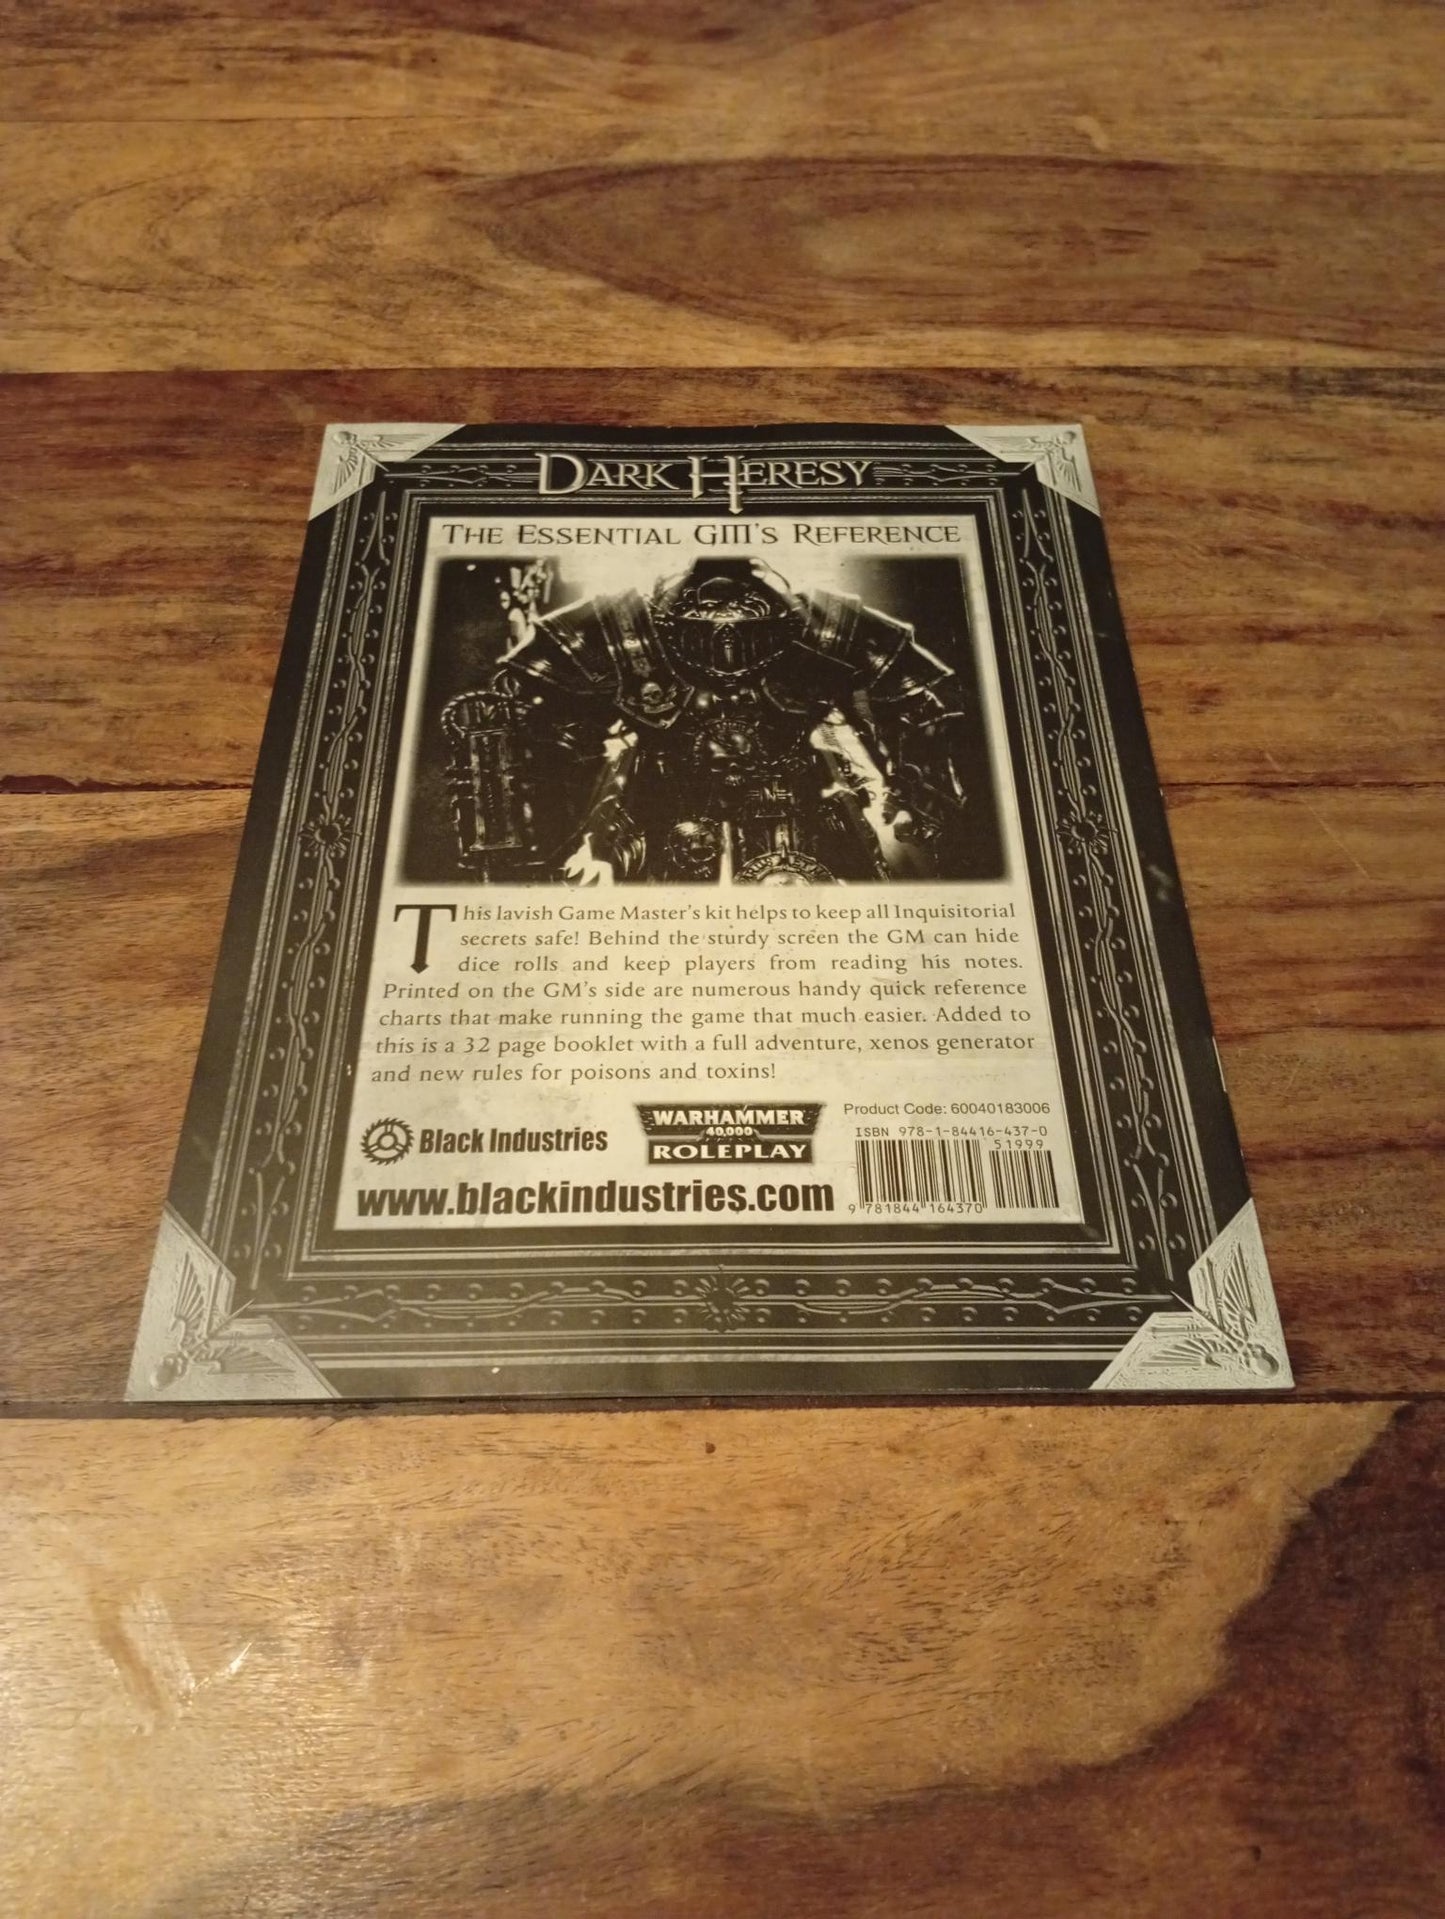 DARK HERESY
THE ESSENTIAL GM'S REFERENCE
This lavish Game Master's kit helps to keep all Inquisitorial
secrets safe! Behind the sturdy screen the GM can hide
dice rolls and keep players from reading his notes.
Printed on the GM's side are numerous handy quick reference
charts that make running the game that much easier. Added to
this is a 32 page booklet with a full adventure, xenos generator
and new rules for poisons and toxins!
Black Industries
WARHAMMER
40,000
ROLEPLAY
www.blackindustries.com
Product Code: 60040183006
ISBN 978-1-84416-437-0
51999
9 781844 164370